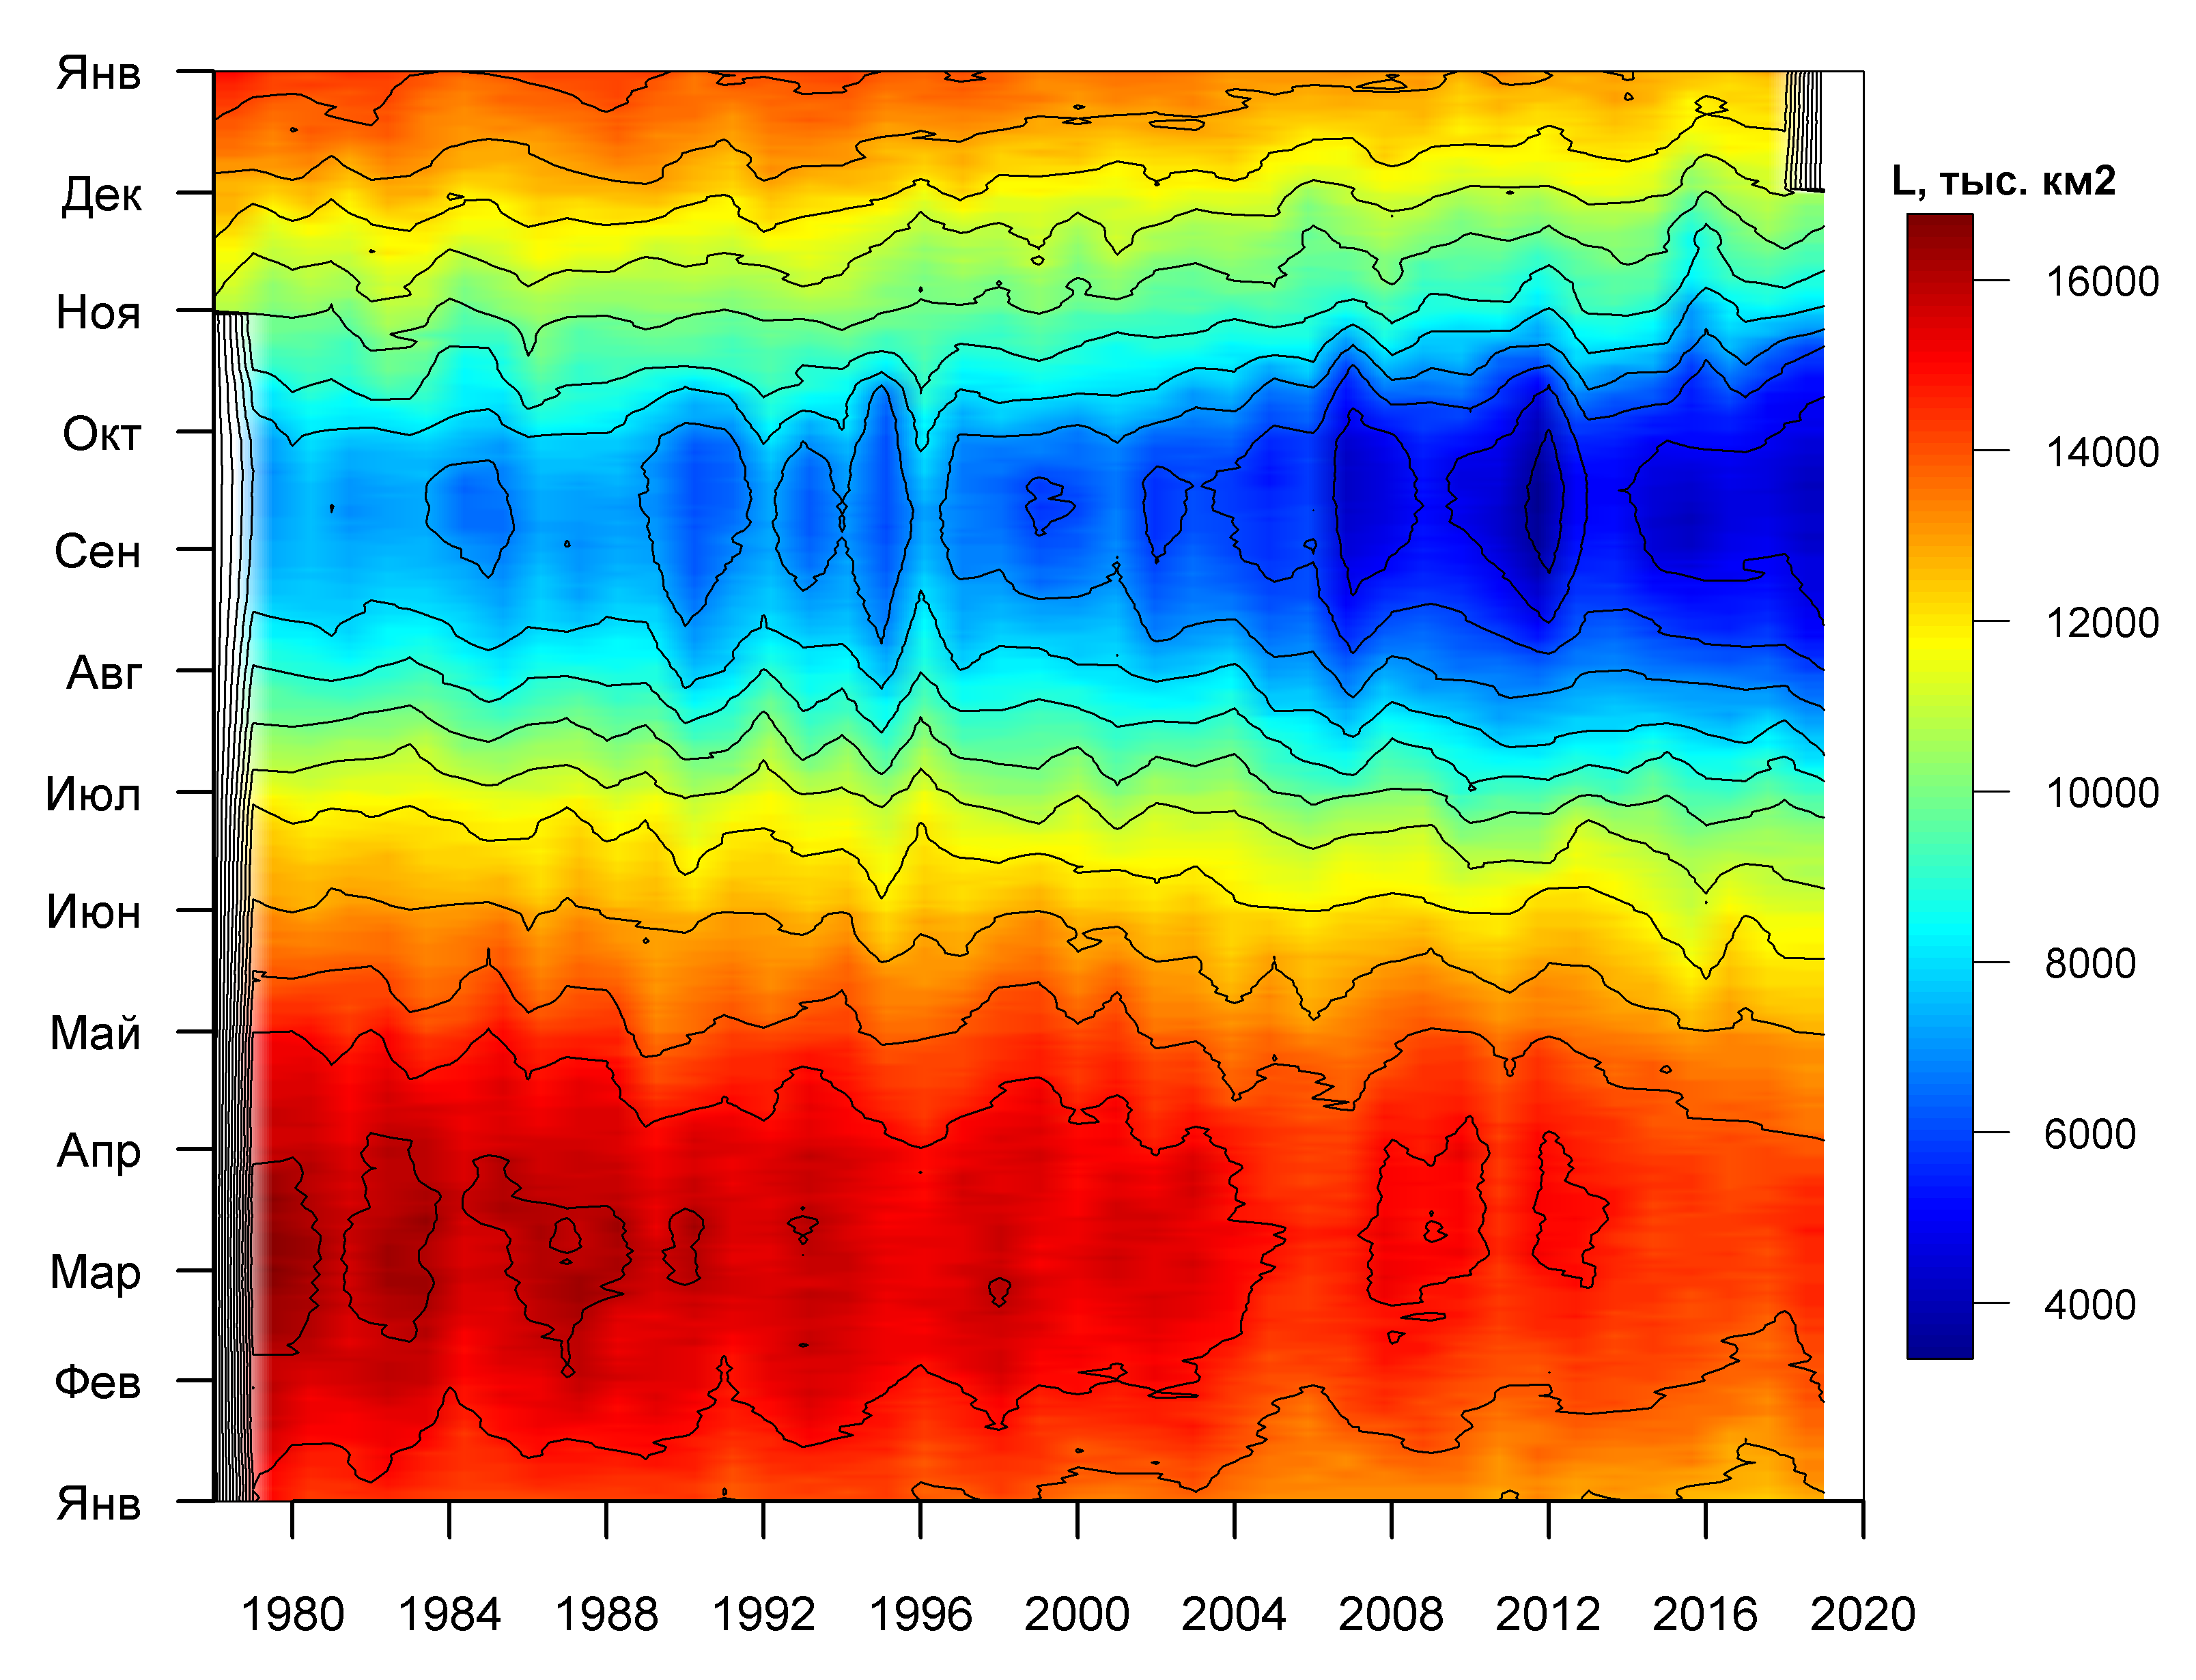 Янв
Дек
Ноя
Окт
Сен
Авг
Июл
Июн
Май
Апр
Мар
Фев
Янв
1980 1984 1988 1992 1996 2000 2004 2008 2012 2016 2020
L, тыс. км2
16000
14000
12000
10000
8000
6000
4000